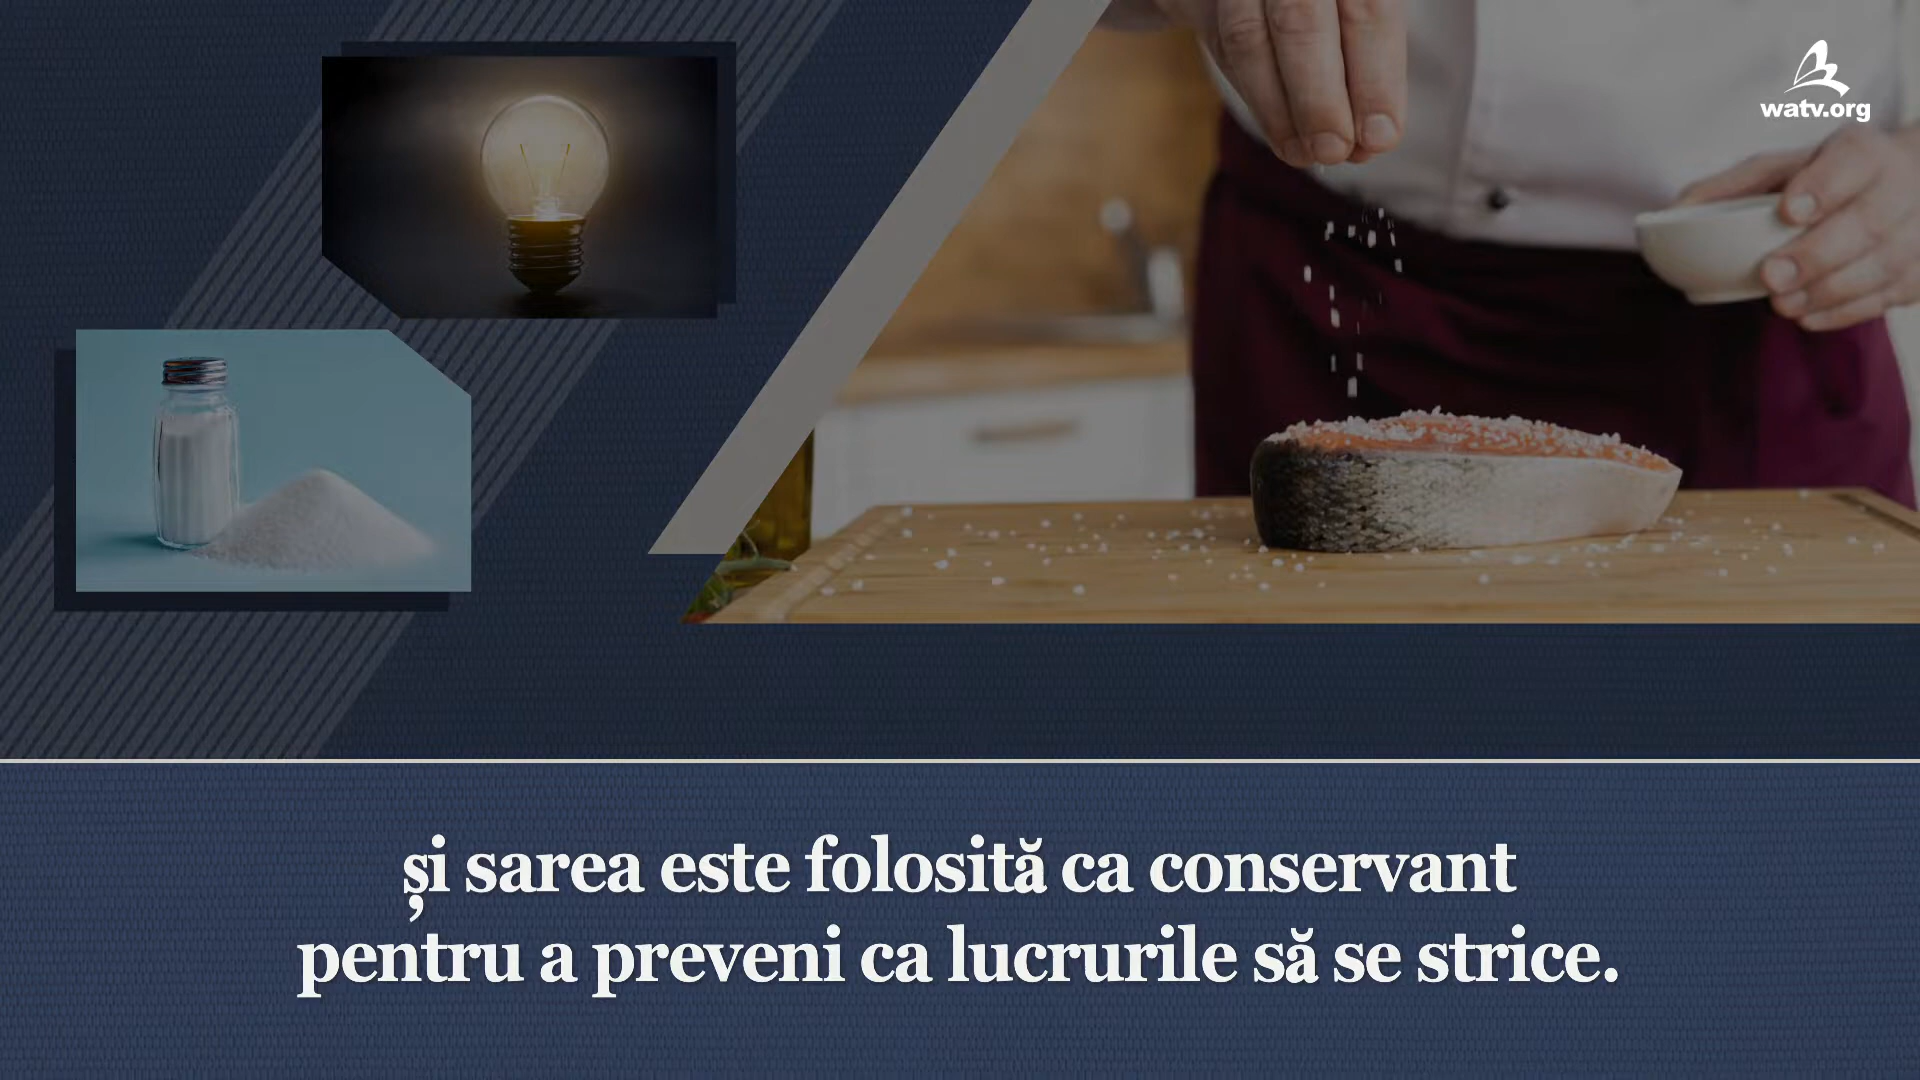 watv.org
și sarea este folosită ca conservant
pentru a preveni ca lucrurile să se strice.